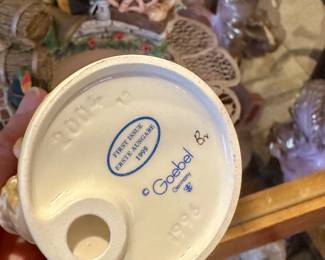 2004
FIRST ISSUE
ERSTE AUSGABE
1999
© Goebel
Germany
1998